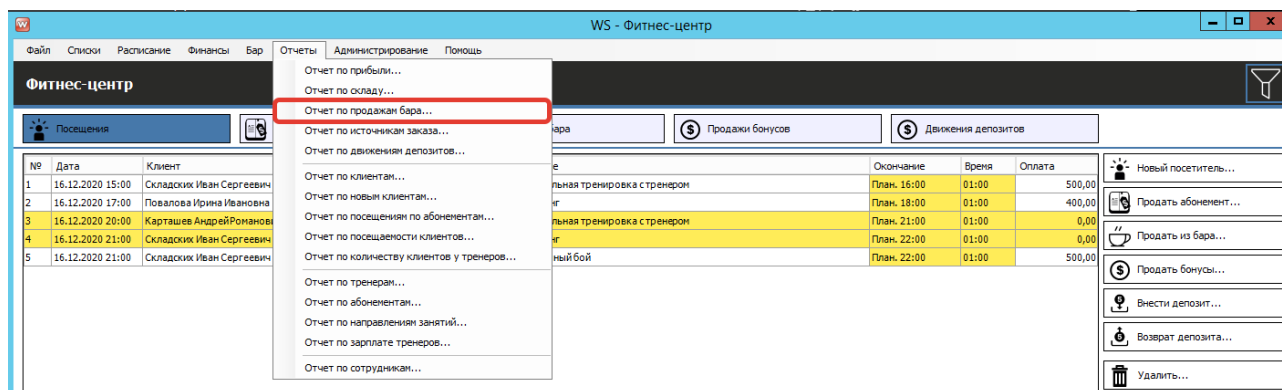 WS - Фитнес-центр
Файл Списки Расписание Финансы Бар Отчеты Администрирование Помощь
Фитнес-центр
Отчет по прибыли...
Отчет по складу...
Отчет по продажам бара...
Отчет по источникам заказа...
Отчет по движениям депозитов...
Отчет по клиентам...
Отчет по новым клиентам...
Отчет по посещениям по абонементам...
Отчет по посещаемости клиентов...
Отчет по количеству клиентов у тренеров...
Отчет по тренерам...
Отчет по абонементам...
Отчет по направлениям занятий...
Отчет по зарплате тренеров...
Отчет по сотрудникам...
Посещения Продажи бонусов Движения депозитов
№ Дата Клиент Окончание Время Оплата
1 16.12.2020 15:00 Складских Иван Сергеевич льная тренировка с тренером План. 16:00 01:00 500,00
2 16.12.2020 17:00 Повалова Ирина Ивановна нг План. 18:00 01:00 400,00
3 16.12.2020 20:00 Карташев Андрей Романов льная тренировка с тренером План. 21:00 01:00 0,00
4 16.12.2020 21:00 Складских Иван Сергеевич нг План. 22:00 01:00 0,00
5 16.12.2020 21:00 Складских Иван Сергеевич ный бой План. 22:00 01:00 500,00
Новый посетитель...
Продать абонемент...
Продать из бара...
Продать бонусы...
Внести депозит...
Возврат депозита...
Удалить...